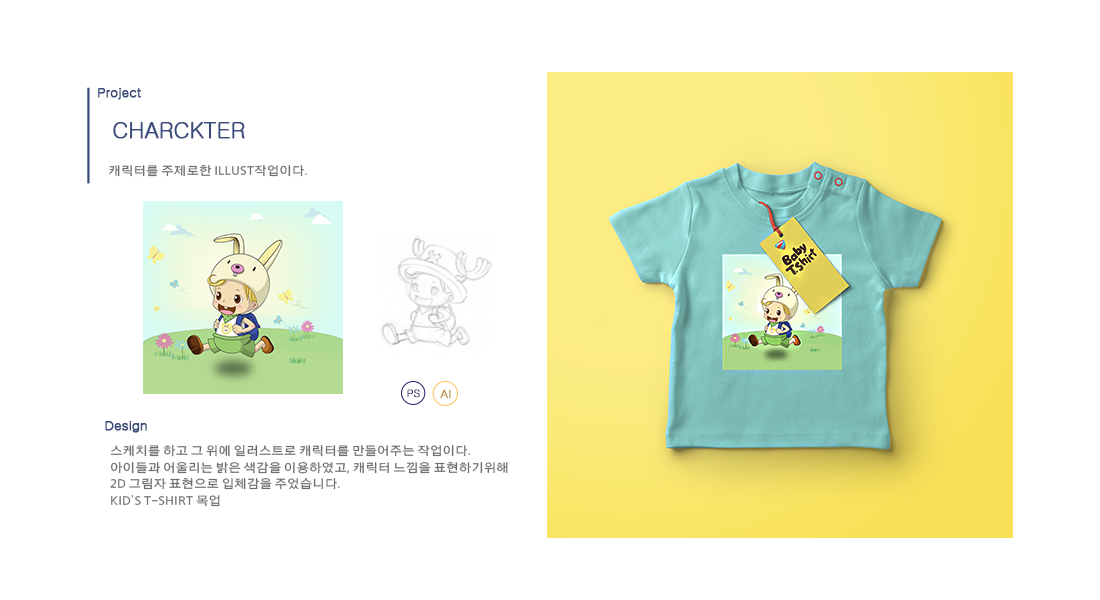 Project
CHARCKTER
캐릭터를 주제로한 ILLUST작업이다.
PS
AI
Design
스케치를 하고 그 위에 일러스트로 캐릭터를 만들어주는 작업이다.
아이들과 어울리는 밝은 색감을 이용하였고, 캐릭터 느낌을 표현하기위해
2D 그림자 표현으로 입체감을 주었습니다.
KID'S T-SHIRT 목업
Baby
T.shirt